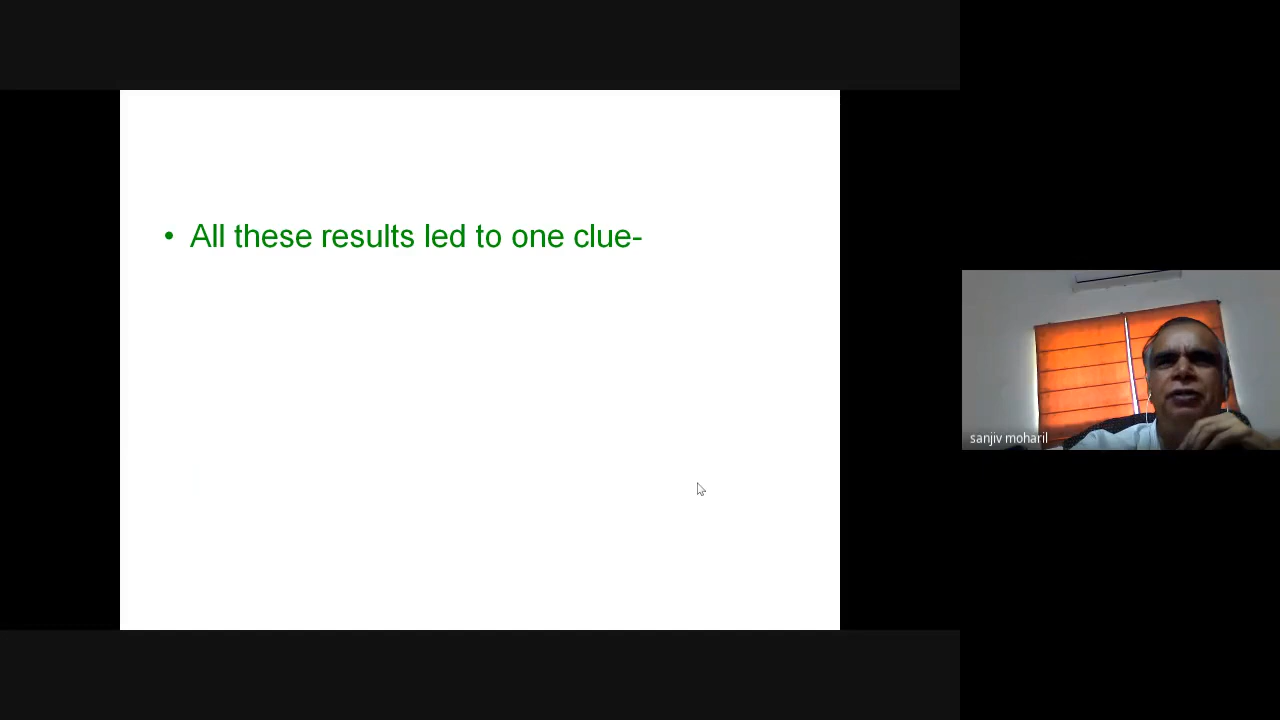 • All these results led to one clue-
sanjiv moharil